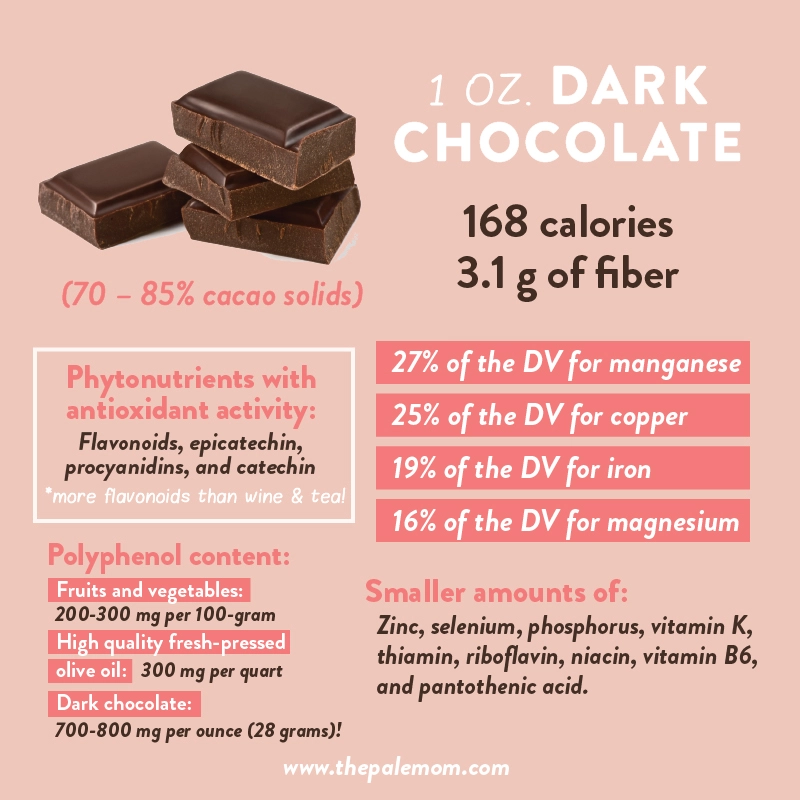 1 OZ. DARK
CHOCOLATE
168 calories
3.1 g of fiber
(70 – 85% cacao solids)
Phytonutrients with
antioxidant activity:
Flavonoids, epicatechin,
procyanidins, and catechin
*more flavonoids than wine & tea!
27% of the DV for manganese
25% of the DV for copper
19% of the DV for iron
16% of the DV for magnesium
Polyphenol content:
Fruits and vegetables:
200-300 mg per 100-gram
High quality fresh-pressed
olive oil: 300 mg per quart
Dark chocolate:
700-800 mg per ounce (28 grams)!
Smaller amounts of:
Zinc, selenium, phosphorus, vitamin K,
thiamin, riboflavin, niacin, vitamin B6,
and pantothenic acid.
www.thepalemom.com